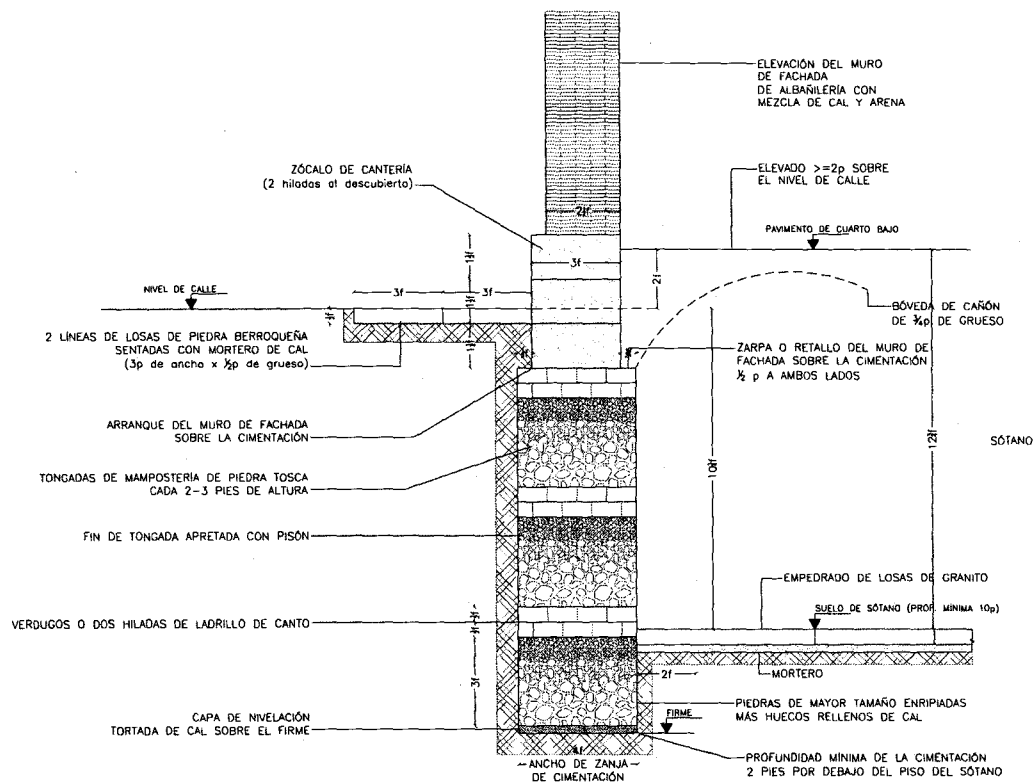 ELEVACIÓN DEL MURO
DE FACHADA
DE ALBAÑILERÍA CON
MEZCLA DE CAL Y ARENA
ZÓCALO DE CANTERÍA
(2 hiladas al descubierto)
ELEVADO >=2p SOBRE
EL NIVEL DE CALLE
PAVIMENTO DE CUARTO BAJO
3f
2f
NIVEL DE CALLE
3f
3f
BÓVEDA DE CAÑÓN
DE ¾p DE GRUESO
2 LÍNEAS DE LOSAS DE PIEDRA BERROQUEÑA
SENTADAS CON MORTERO DE CAL
(3p de ancho x ½p de grueso)
ZARPA O RETALLO DEL MURO DE
FACHADA SOBRE LA CIMENTACIÓN
½ p A AMBOS LADOS
ARRANQUE DEL MURO DE FACHADA
SOBRE LA CIMENTACIÓN
SÓTANO
TONGADAS DE MAMPOSTERÍA DE PIEDRA TOSCA
CADA 2-3 PIES DE ALTURA
FIN DE TONGADA APRETADA CON PISÓN
EMPEDRADO DE LOSAS DE GRANITO
SUELO DE SÓTANO (PROF. MÍNIMA 10p)
VERDUGOS O DOS HILADAS DE LADRILLO DE CANTO
3f
2f
MORTERO
PIEDRAS DE MAYOR TAMAÑO ENRIPIADAS
MÁS HUECOS RELLENOS DE CAL
CAPA DE NIVELACIÓN
TORTADA DE CAL SOBRE EL FIRME
FIRME
4f
ANCHO DE ZANJA
DE CIMENTACIÓN
PROFUNDIDAD MÍNIMA DE LA CIMENTACIÓN
2 PIES POR DEBAJO DEL PISO DEL SÓTANO